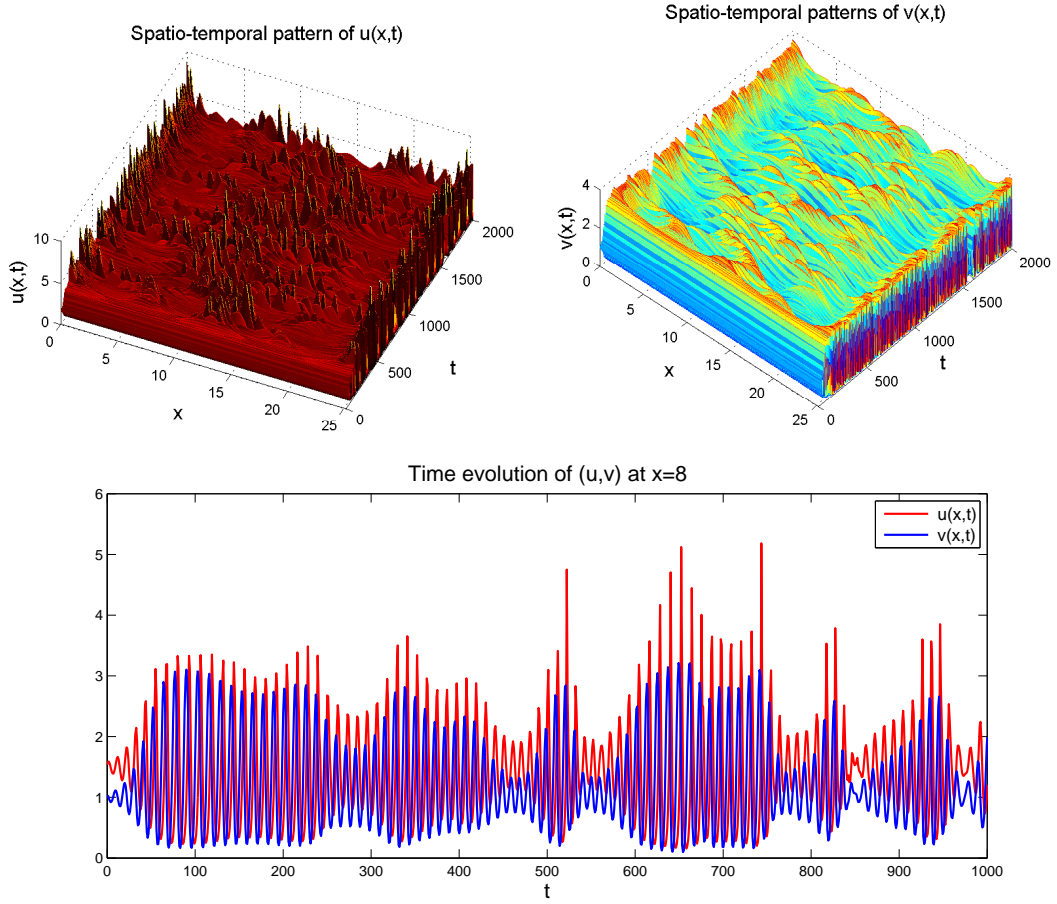 Spatio-temporal pattern of u(x,t)
10
5
0
u(x,t)
0
5
10
15
20
25
x
0
500
1000
1500
2000
t
Spatio-temporal patterns of v(x,t)
4
2
0
v(x,t)
0
5
10
15
20
25
x
0
500
1000
1500
2000
t
Time evolution of (u,v) at x=8
6
5
4
3
2
1
0
u(x,t)
v(x,t)
0 100 200 300 400 500 600 700 800 900 1000
t